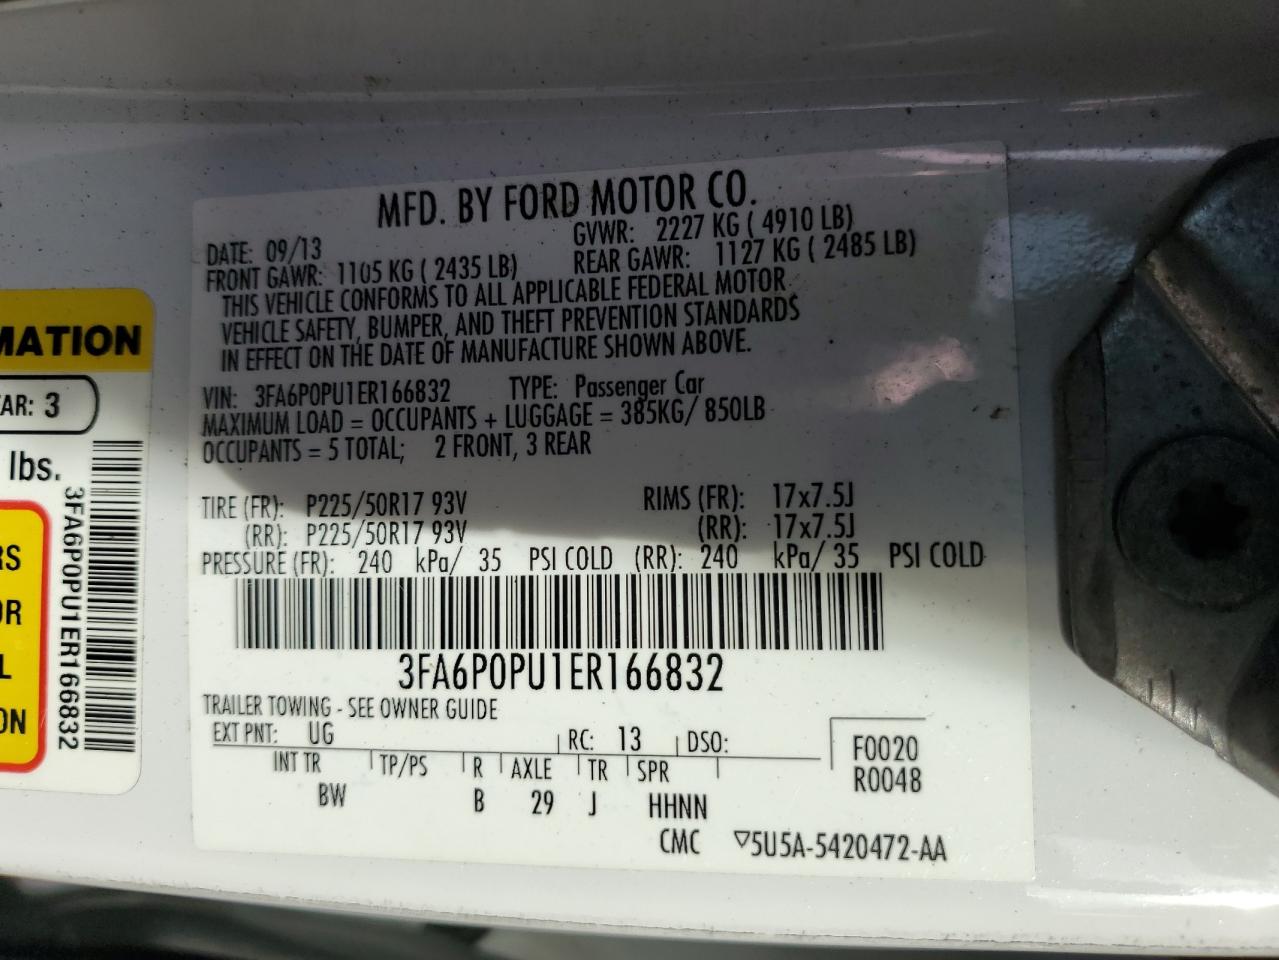 MFD. BY FORD MOTOR CO.
DATE: 09/13 GVWR: 2227 KG ( 4910 LB)
FRONT GAWR: 1105 KG ( 2435 LB) REAR GAWR: 1127 KG ( 2485 LB)
THIS VEHICLE CONFORMS TO ALL APPLICABLE FEDERAL MOTOR
VEHICLE SAFETY, BUMPER, AND THEFT PREVENTION STANDARDS
IN EFFECT ON THE DATE OF MANUFACTURE SHOWN ABOVE.
VIN: 3FA6P0PU1ER166832 TYPE: Passenger Car
MAXIMUM LOAD = OCCUPANTS + LUGGAGE = 385KG/ 850LB
OCCUPANTS = 5 TOTAL; 2 FRONT, 3 REAR
TIRE (FR): P225/50R17 93V RIMS (FR): 17x7.5J
(RR): P225/50R17 93V (RR): 17x7.5J
PRESSURE (FR): 240 kPa/ 35 PSI COLD (RR): 240 kPa/ 35 PSI COLD
3FA6P0PU1ER166832
TRAILER TOWING - SEE OWNER GUIDE
EXT PNT: UG RC: 13 DSO:
INT TR TP/PS R AXLE TR SPR
BW B 29 J HHNN
F0020
R0048
CMC ▽5U5A-5420472-AA
MATION
AR: 3
lbs.
3FA6P0PU1ER166832
RS
OR
L
ON